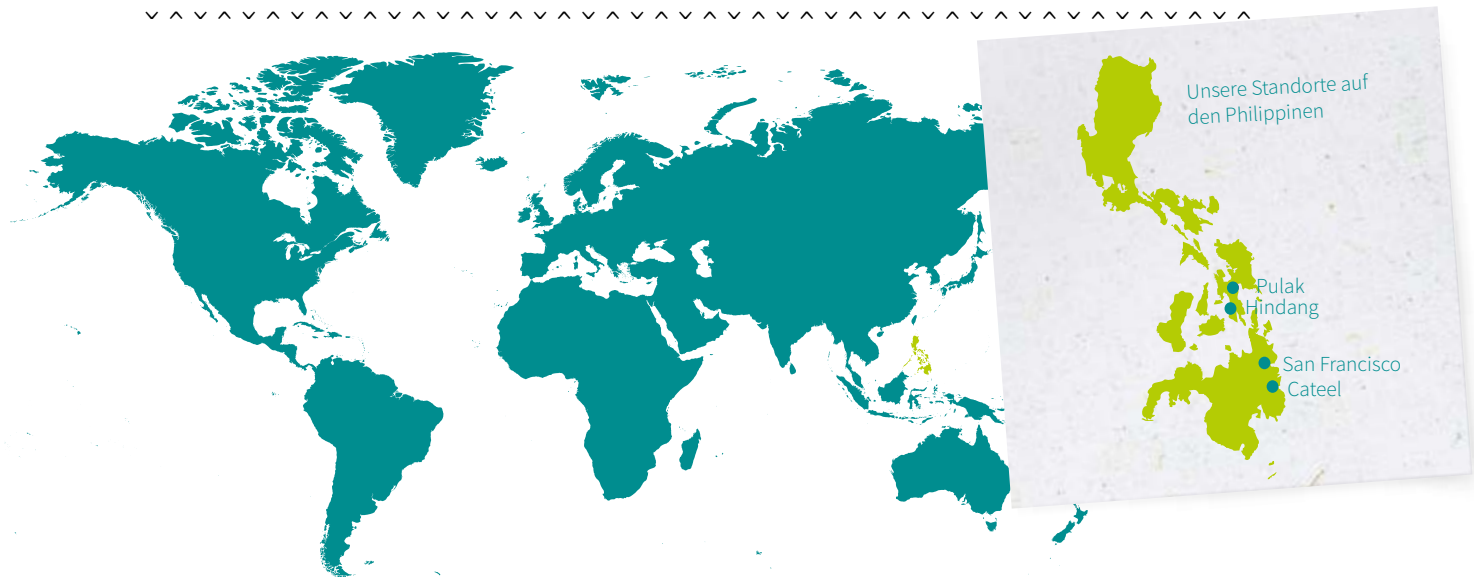 Unsere Standorte auf
den Philippinen
Pulak
Hindang
San Francisco
Cateel